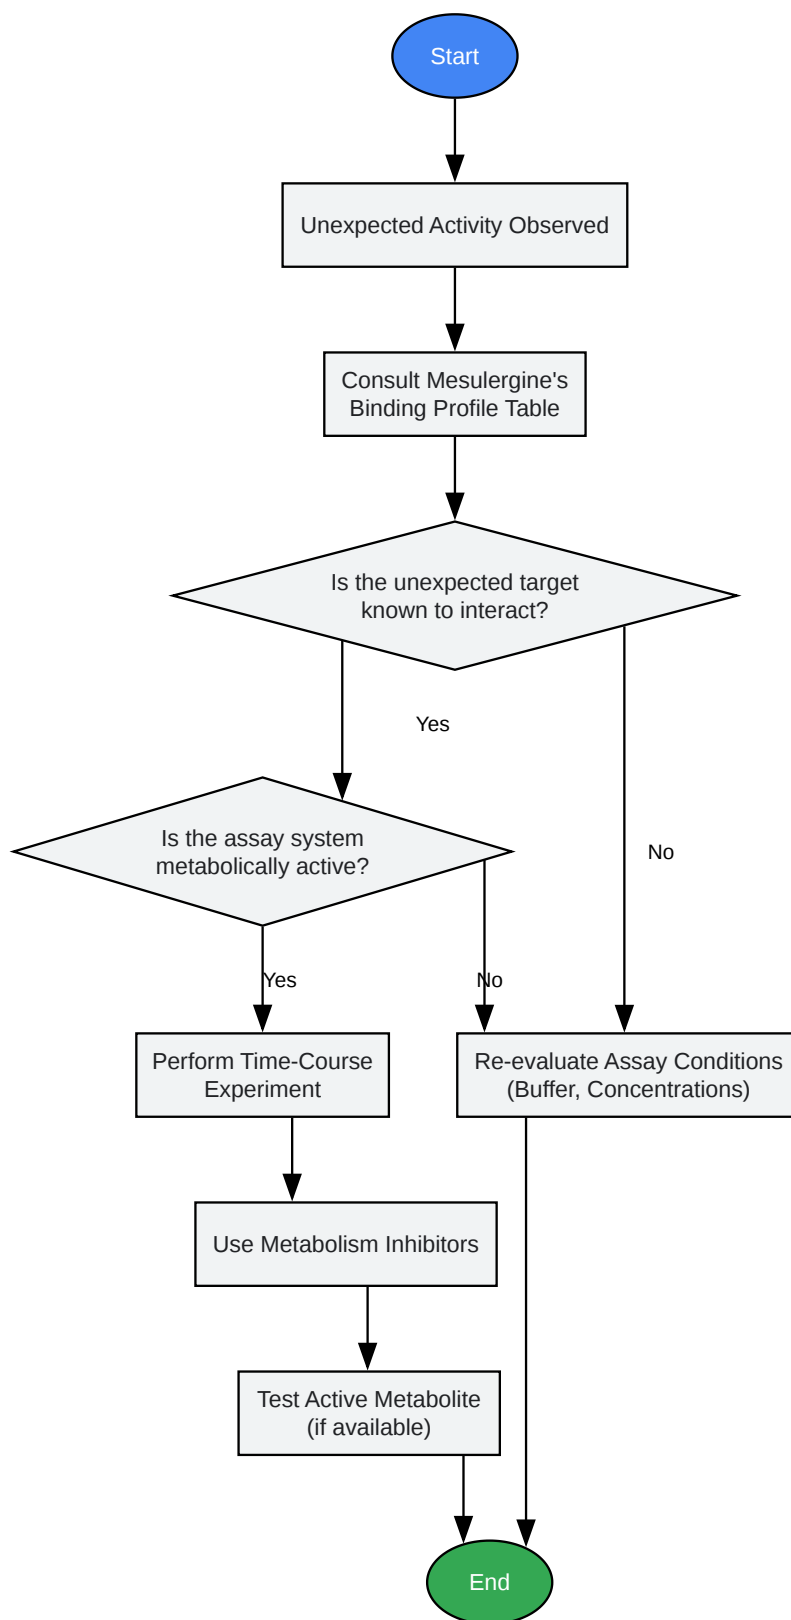 Start
Unexpected Activity Observed
Consult Mesulergine's
Binding Profile Table
Is the unexpected target
known to interact?
Yes
No
Is the assay system
metabolically active?
Yes
No
Perform Time-Course
Experiment
Re-evaluate Assay Conditions
(Buffer, Concentrations)
Use Metabolism Inhibitors
Test Active Metabolite
(if available)
End